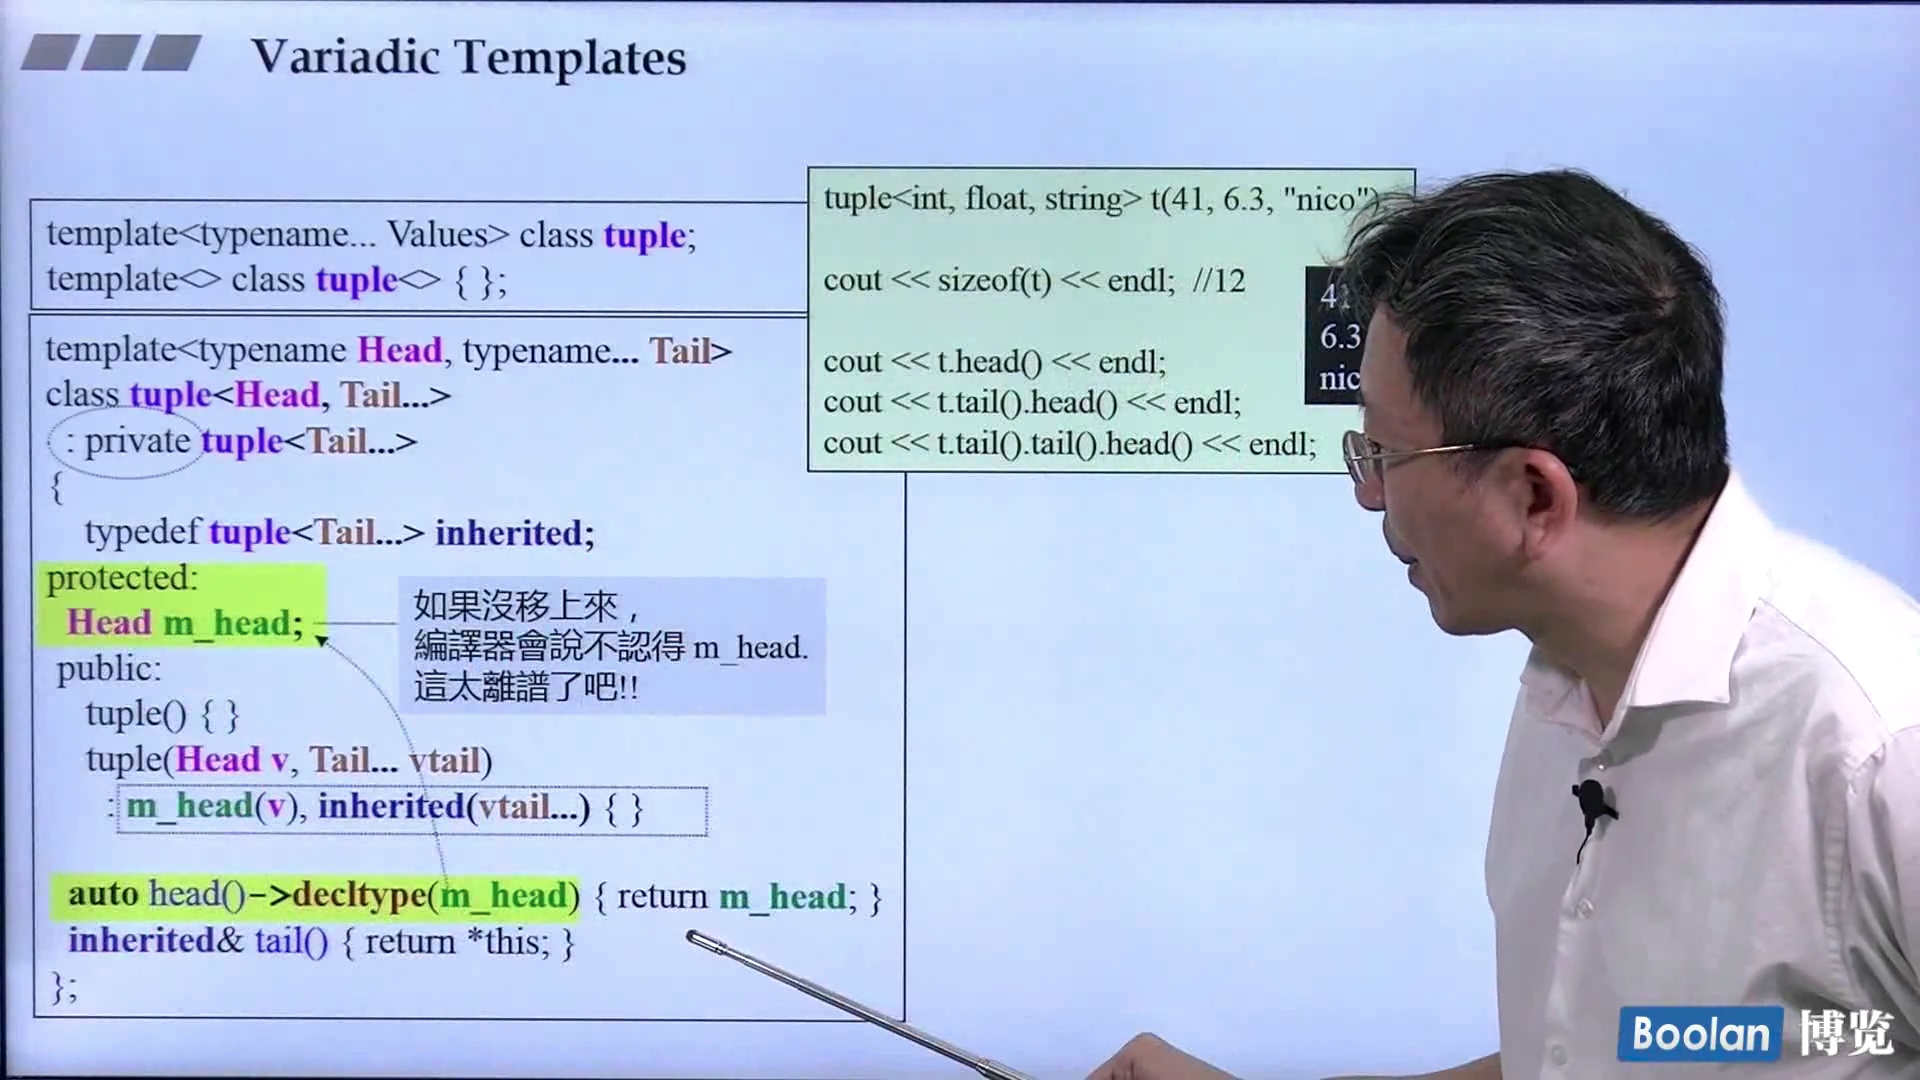 Variadic Templates
template<typename... Values> class tuple;
template<> class tuple<> { };
template<typename Head, typename... Tail>
class tuple<Head, Tail...>
: private tuple<Tail...>
{
typedef tuple<Tail...> inherited;
protected:
Head m_head;
public:
tuple() { }
tuple(Head v, Tail... vtail)
: m_head(v), inherited(vtail...) { }
auto head()->decltype(m_head) { return m_head; }
inherited& tail() { return *this; }
};
如果沒移上來，
編譯器會說不認得 m_head.
這太離譜了吧!!
tuple<int, float, string> t(41, 6.3, "nico")
cout << sizeof(t) << endl; //12
cout << t.head() << endl;
cout << t.tail().head() << endl;
cout << t.tail().tail().head() << endl;
6.3
Boolan 博览